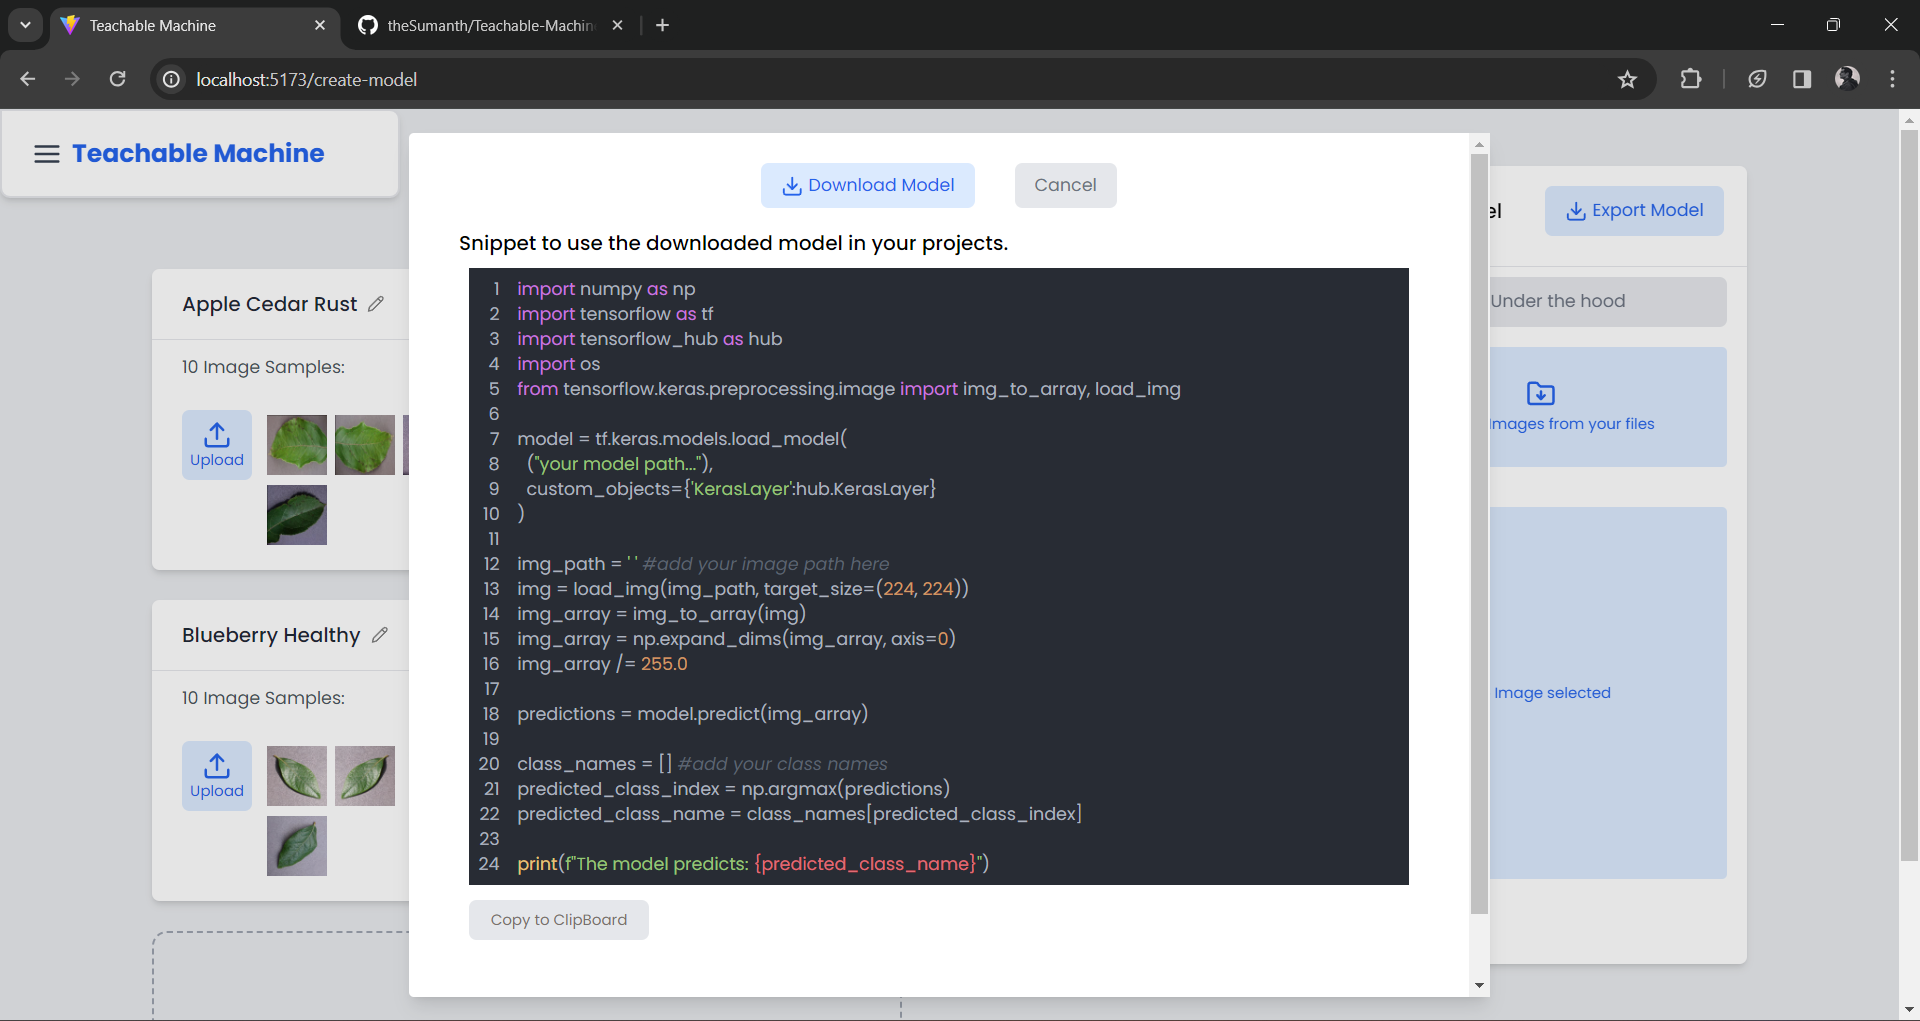 Teachable Machine
theSumanth/Teachable-Machin
localhost:5173/create-model
Teachable Machine
Download Model
Cancel
Export Model
Snippet to use the downloaded model in your projects.
Apple Cedar Rust
10 Image Samples:
Upload
Blueberry Healthy
10 Image Samples:
Upload
1 import numpy as np
2 import tensorflow as tf
3 import tensorflow_hub as hub
4 import os
5 from tensorflow.keras.preprocessing.image import img_to_array, load_img
6
7 model = tf.keras.models.load_model(
8 ("your model path..."),
9 custom_objects={'KerasLayer':hub.KerasLayer}
10 )
11
12 img_path = ' ' #add your image path here
13 img = load_img(img_path, target_size=(224, 224))
14 img_array = img_to_array(img)
15 img_array = np.expand_dims(img_array, axis=0)
16 img_array /= 255.0
17
18 predictions = model.predict(img_array)
19
20 class_names = [] #add your class names
21 predicted_class_index = np.argmax(predictions)
22 predicted_class_name = class_names[predicted_class_index]
23
24 print(f"The model predicts: {predicted_class_name}")
Copy to ClipBoard
el
Under the hood
Images from your files
Image selected